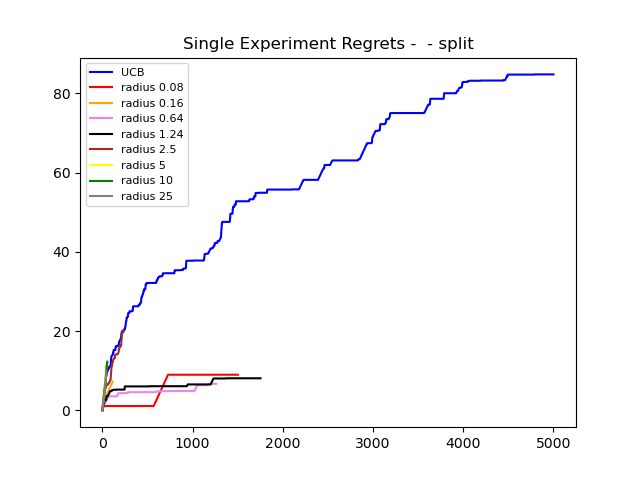 Single Experiment Regrets -  - split
UCB
radius 0.08
radius 0.16
radius 0.64
radius 1.24
radius 2.5
radius 5
radius 10
radius 25
80
60
40
20
0
0 1000 2000 3000 4000 5000